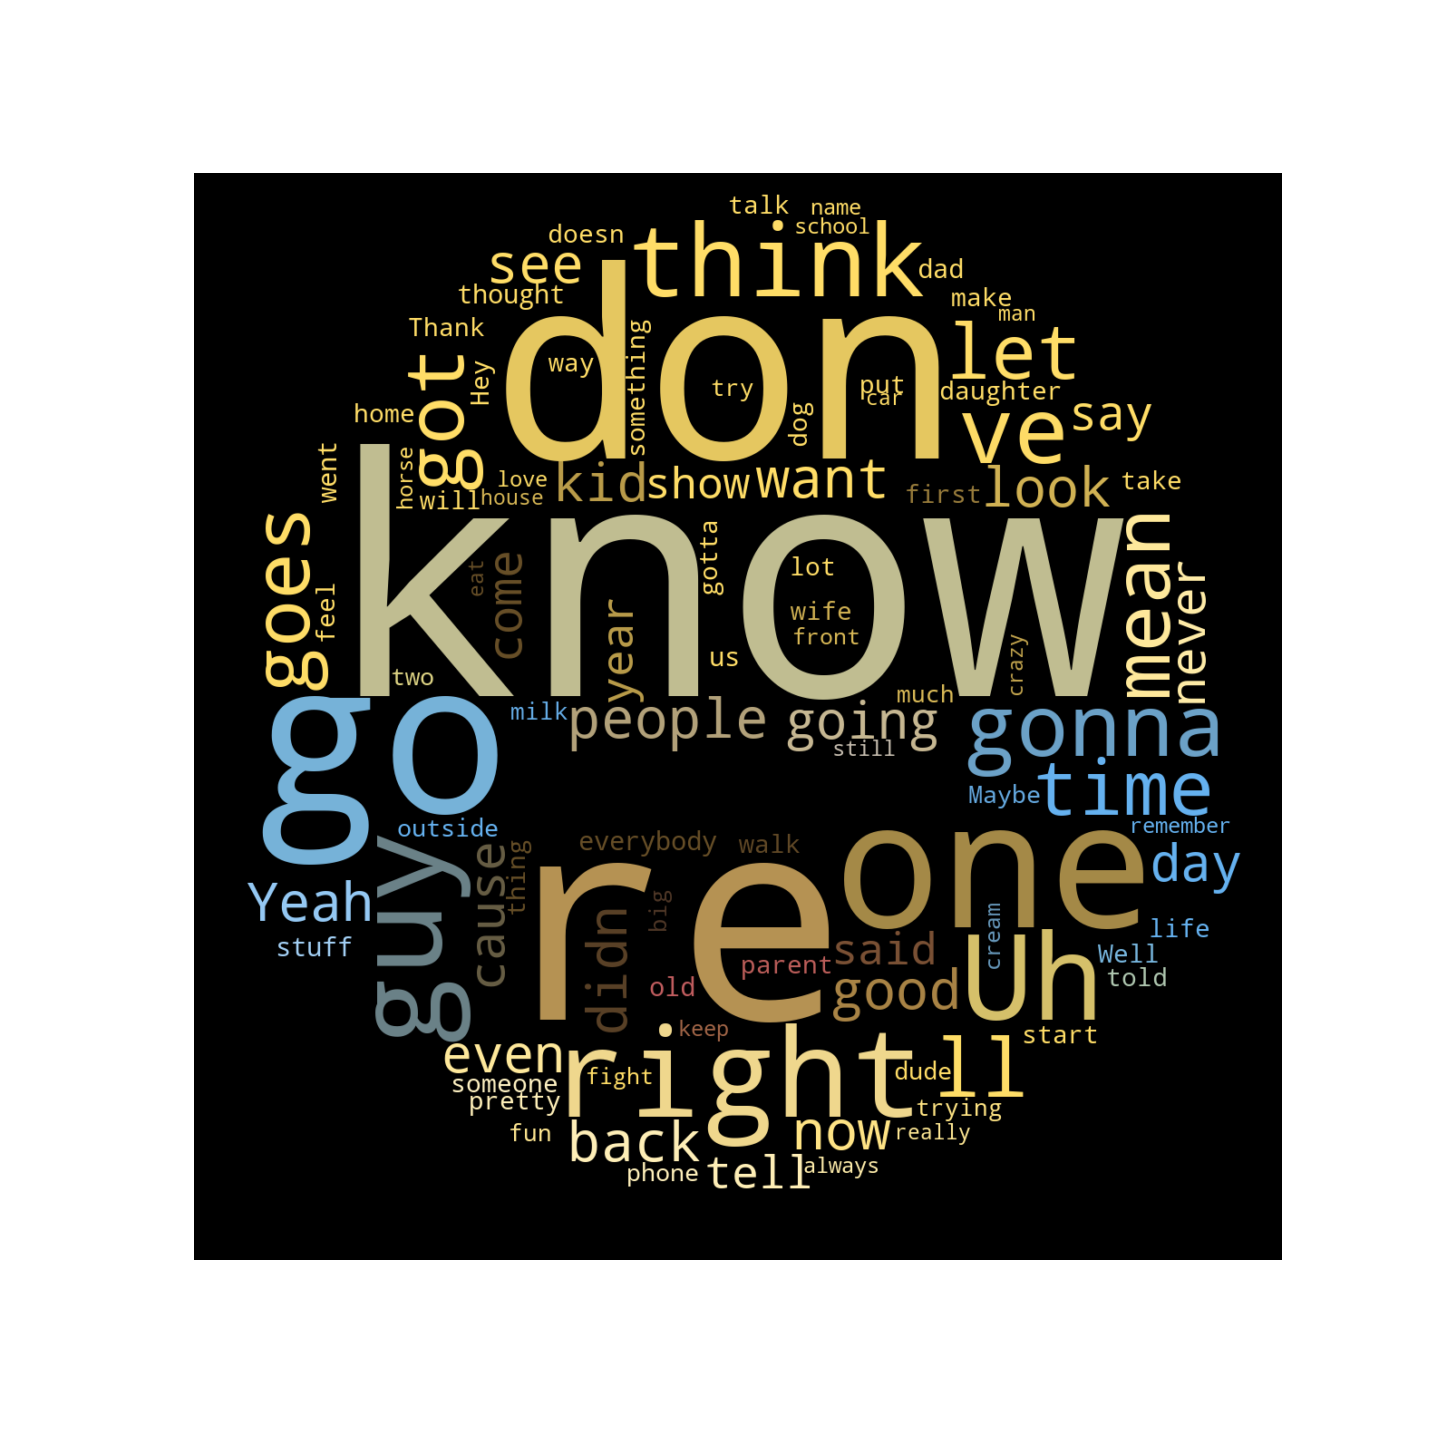 talk
name
school
doesn
think
see
dad
thought
make
man
Thank
don
let
got
Hey
way
something
try
put
car
daughter
home
dog
ve
say
went
horse
love
kid
show
want
first
look
take
will
house
know
goes
feel
eat
come
gotta
lot
mean
never
year
wife
front
crazy
us
two
much
go
milk
people
going
still
gonna
Maybe
time
outside
everybody
walk
one
remember
guy
cause
thing
re
day
Yeah
big
didn
cream
life
stuff
said
Uh
Well
parent
old
good
told
keep
start
even
right
ll
someone
fight
dude
pretty
trying
fun
back
now
really
phone
tell
always